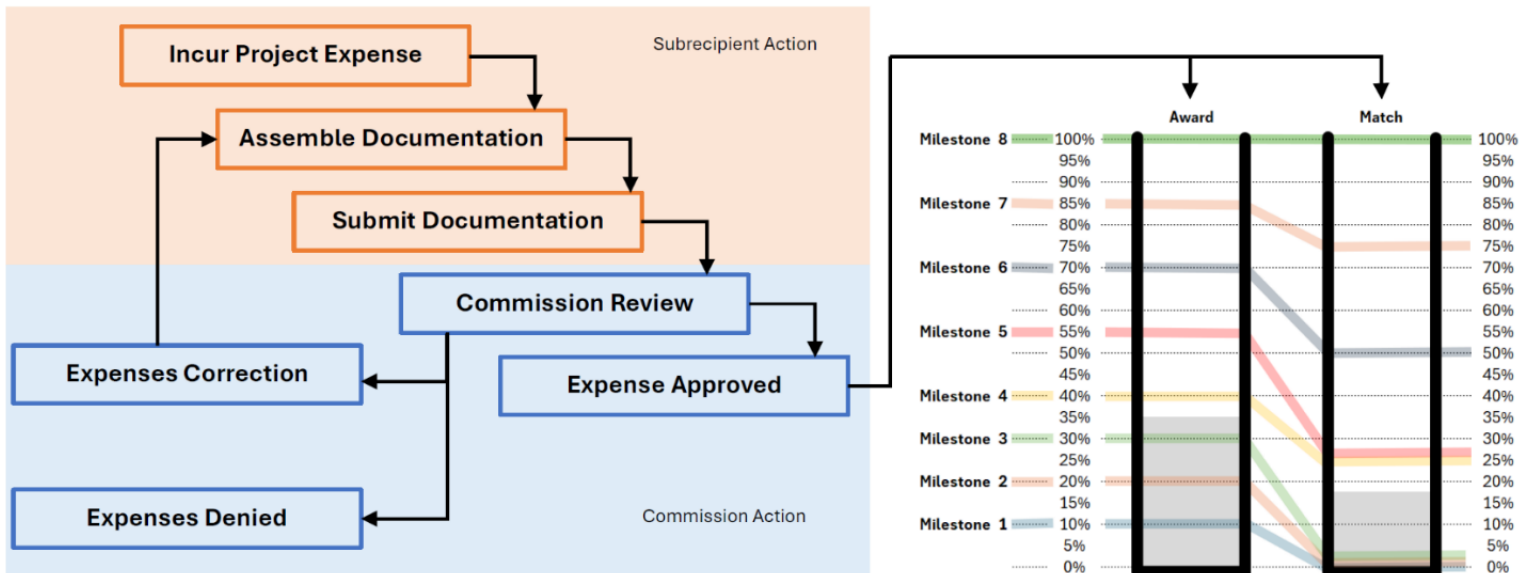 Incur Project Expense
Subrecipient Action
Assemble Documentation
Submit Documentation
Commission Review
Expenses Correction
Expense Approved
Expenses Denied
Commission Action
Award Match
Milestone 8 100% 100%
95% 95%
90% 90%
Milestone 7 85% 85%
80% 80%
75% 75%
Milestone 6 70% 70%
65% 65%
60% 60%
Milestone 5 55% 55%
50% 50%
45% 45%
Milestone 4 40% 40%
35% 35%
Milestone 3 30% 30%
25% 25%
Milestone 2 20% 20%
15% 15%
Milestone 1 10% 10%
5% 5%
0% 0%